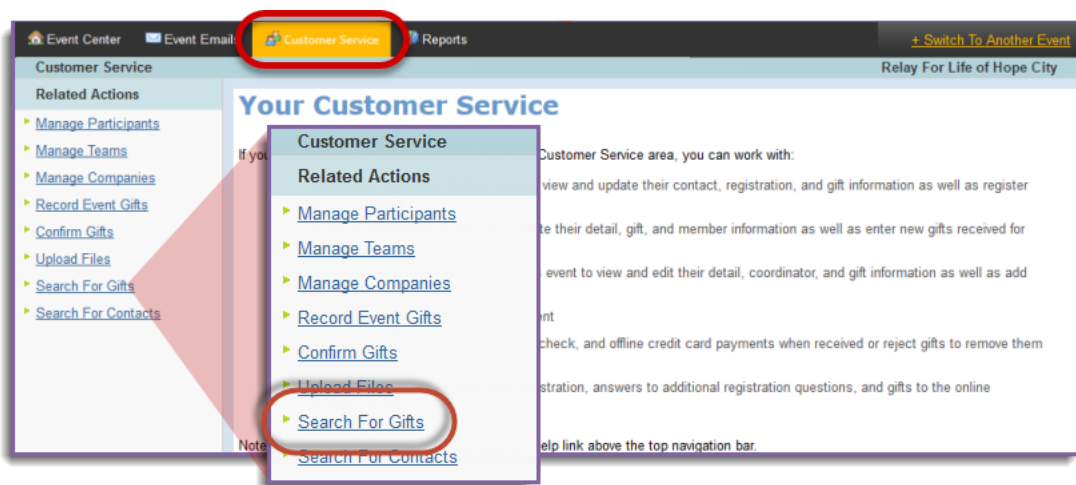 Event Center Event Email Customer Service Reports + Switch To Another Event
Customer Service Relay For Life of Hope City
Related Actions
Manage Participants
Manage Teams
Manage Companies
Record Event Gifts
Confirm Gifts
Upload Files
Search For Gifts
Search For Contacts
Your Customer Service
If you Customer Service area, you can work with:
view and update their contact, registration, and gift information as well as register
their detail, gift, and member information as well as enter new gifts received for
event to view and edit their detail, coordinator, and gift information as well as add
check, and offline credit card payments when received or reject gifts to remove them
answers to additional registration questions, and gifts to the online
Note link above the top navigation bar.
Customer Service
Related Actions
Manage Participants
Manage Teams
Manage Companies
Record Event Gifts
Confirm Gifts
Upload Files
Search For Gifts
Search For Contacts